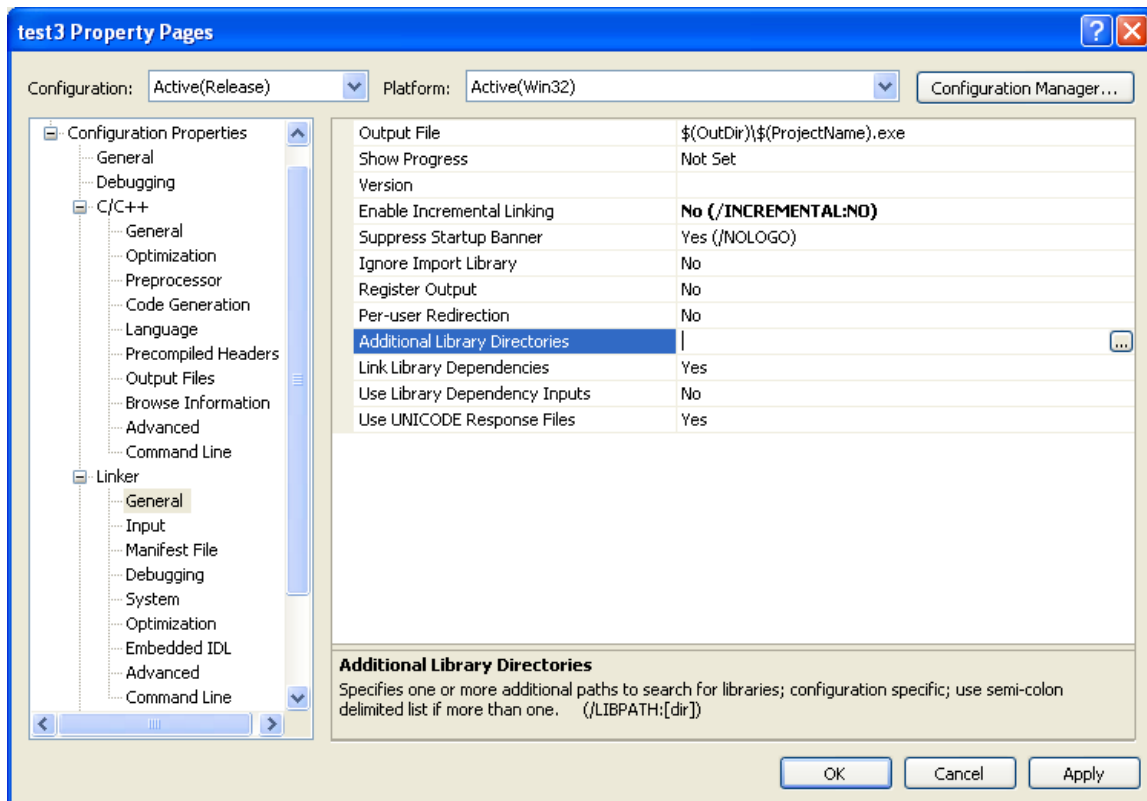 test3 Property Pages
Configuration: Active(Release) Platform: Active(Win32) Configuration Manager...
Configuration Properties
General
Debugging
C/C++
General
Optimization
Preprocessor
Code Generation
Language
Precompiled Headers
Output Files
Browse Information
Advanced
Command Line
Linker
General
Input
Manifest File
Debugging
System
Optimization
Embedded IDL
Advanced
Command Line
Output File $(OutDir)\$(ProjectName).exe
Show Progress Not Set
Version
Enable Incremental Linking No (/INCREMENTAL:NO)
Suppress Startup Banner Yes (/NOLOGO)
Ignore Import Library No
Register Output No
Per-user Redirection No
Additional Library Directories ...
Link Library Dependencies Yes
Use Library Dependency Inputs No
Use UNICODE Response Files Yes
Additional Library Directories
Specifies one or more additional paths to search for libraries; configuration specific; use semi-colon
delimited list if more than one. (/LIBPATH:[dir])
OK Cancel Apply